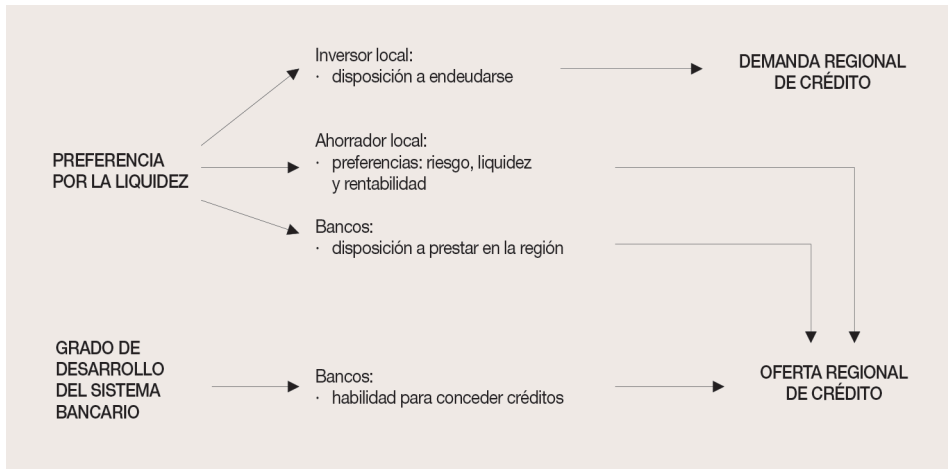 Inversor local:
· disposición a endeudarse
DEMANDA REGIONAL
DE CRÉDITO
PREFERENCIA
POR LA LIQUIDEZ
Ahorrador local:
· preferencias: riesgo, liquidez
y rentabilidad
Bancos:
· disposición a prestar en la región
GRADO DE
DESARROLLO
DEL SISTEMA
BANCARIO
Bancos:
· habilidad para conceder créditos
OFERTA REGIONAL
DE CRÉDITO